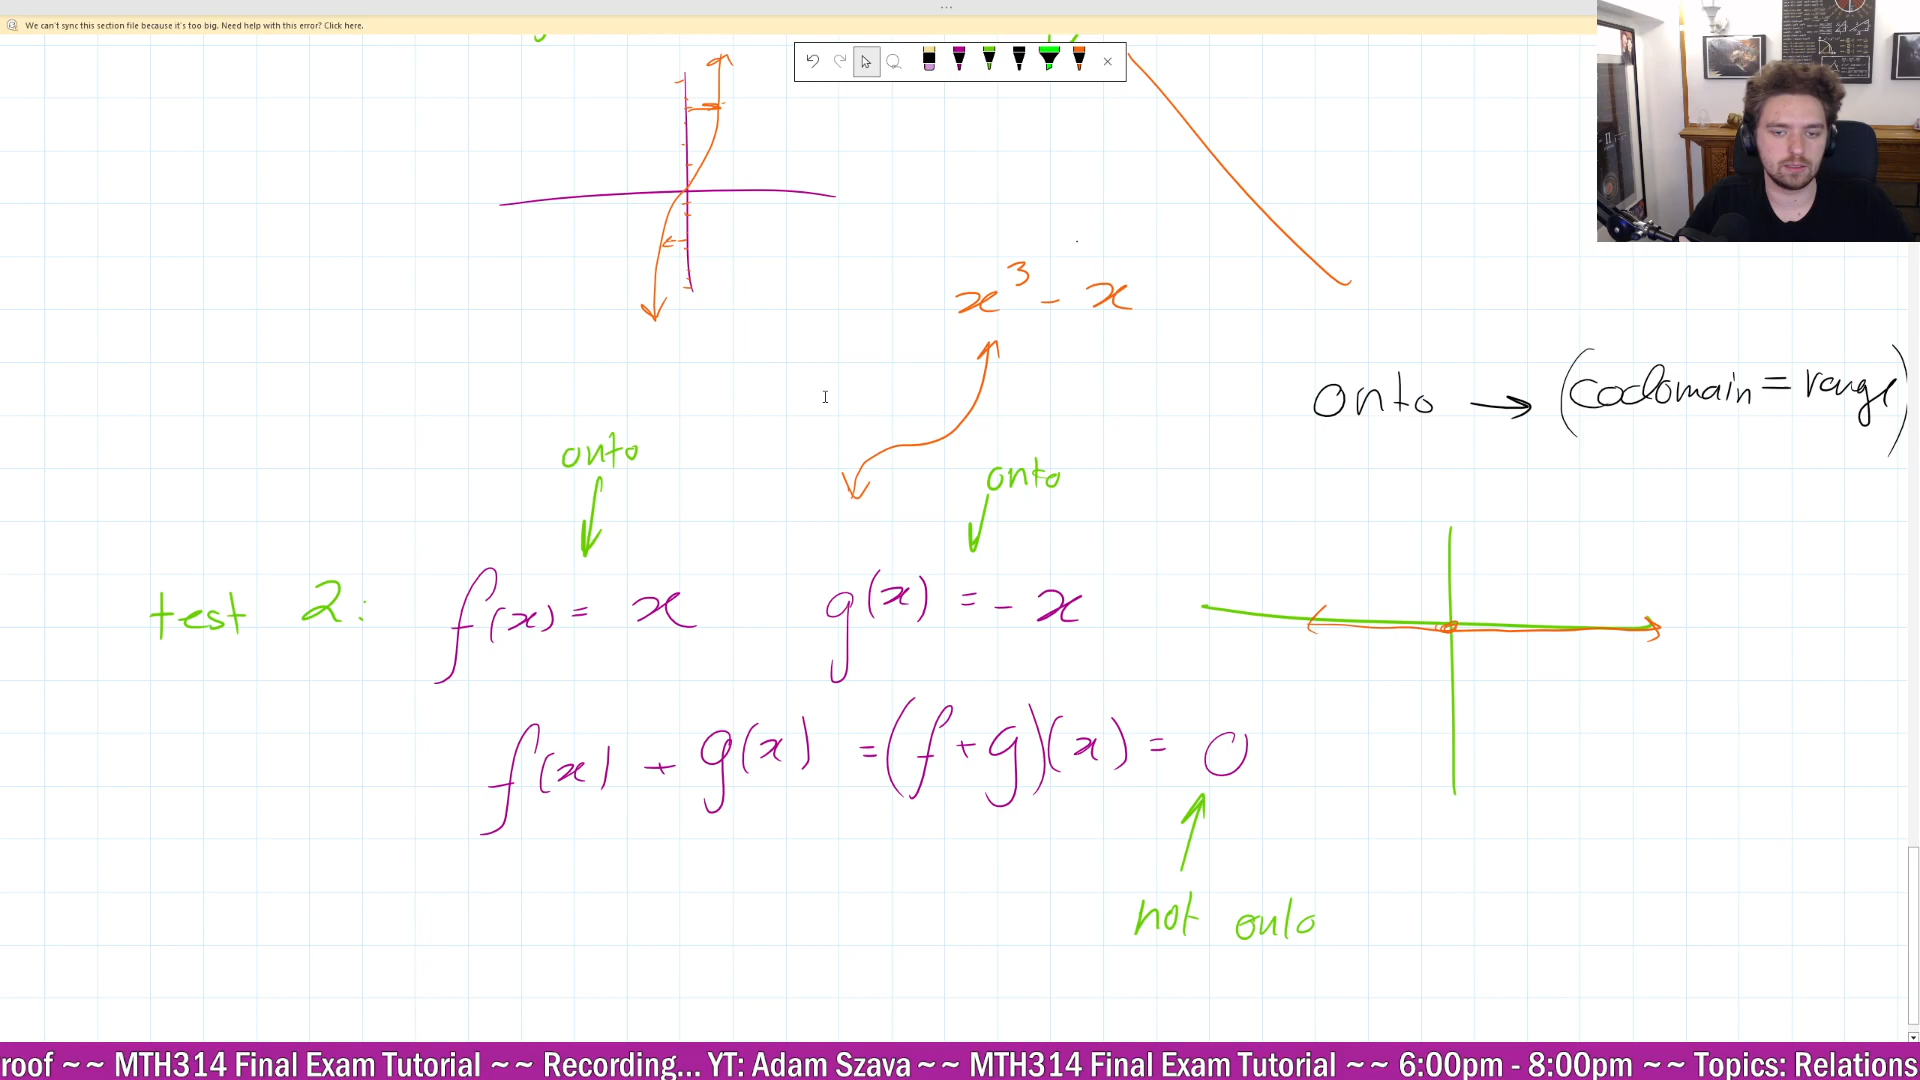 We can't sync this section file because it's too big. Need help with this error? Click here.
x³ - x
onto → (codomain = range)
onto
onto
test 2: f(x) = x g(x) = - x
f(x) + g(x) = (f + g)(x) = 0
not onto
roof ~~ MTH314 Final Exam Tutorial ~~ Recording... YT: Adam Szava ~~ MTH314 Final Exam Tutorial ~~ 6:00pm - 8:00pm ~~ Topics: Relations